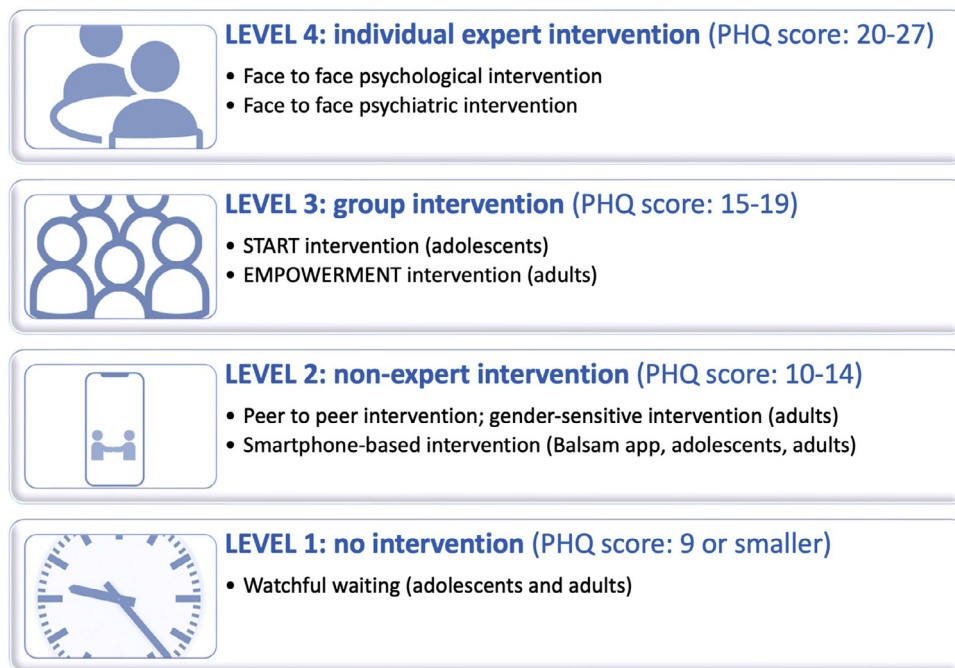 LEVEL 4: individual expert intervention (PHQ score: 20-27)
• Face to face psychological intervention
• Face to face psychiatric intervention
LEVEL 3: group intervention (PHQ score: 15-19)
• START intervention (adolescents)
• EMPOWERMENT intervention (adults)
LEVEL 2: non-expert intervention (PHQ score: 10-14)
• Peer to peer intervention; gender-sensitive intervention (adults)
• Smartphone-based intervention (Balsam app, adolescents, adults)
LEVEL 1: no intervention (PHQ score: 9 or smaller)
• Watchful waiting (adolescents and adults)